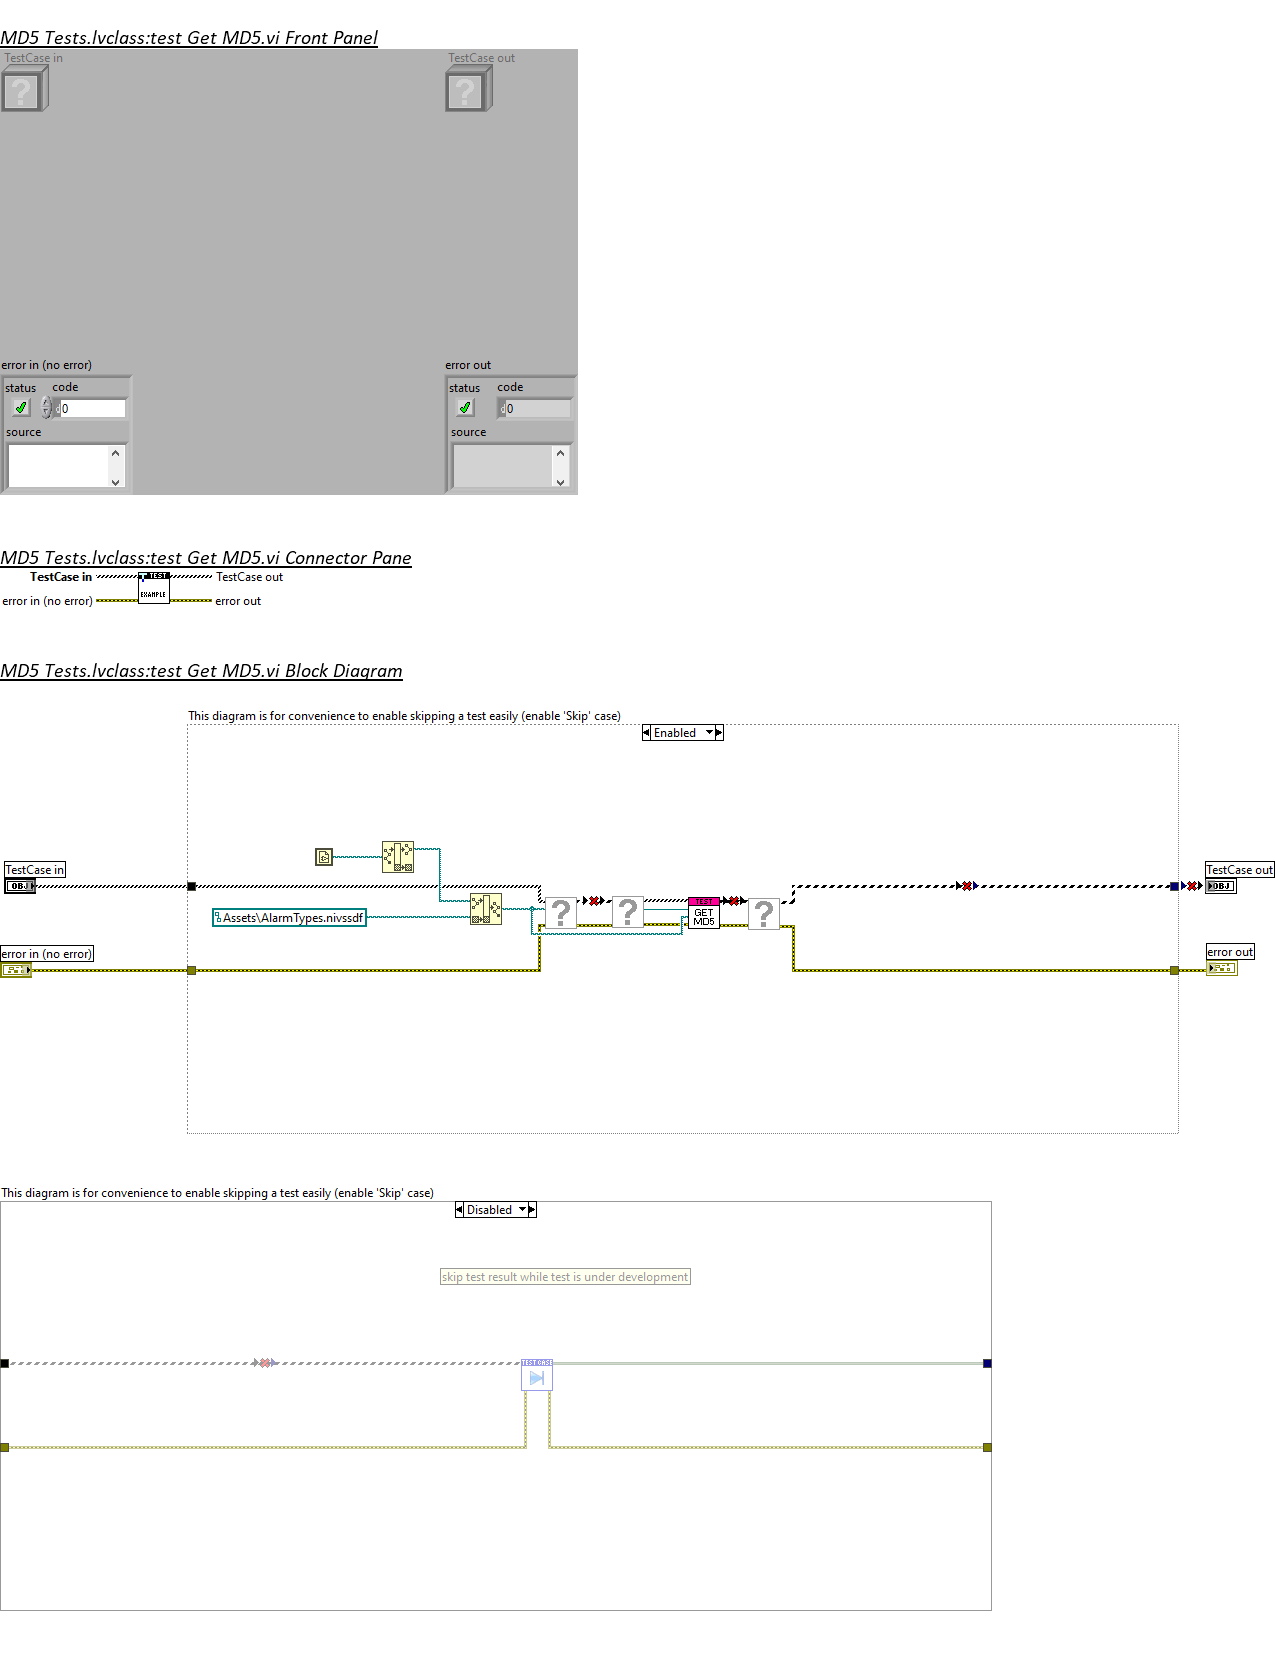 MD5 Tests.lvclass:test Get MD5.vi Front Panel
TestCase in
TestCase out
?
?
error in (no error)
error out
status
code
status
code
d
0
d
0
source
source
MD5 Tests.lvclass:test Get MD5.vi Connector Pane
TestCase in
TEST
EXAMPLE
TestCase out
error in (no error)
error out
MD5 Tests.lvclass:test Get MD5.vi Block Diagram
This diagram is for convenience to enable skipping a test easily (enable 'Skip' case)
Enabled
TestCase in
OBJ
TestCase out
OBJ
Assets\AlarmTypes.nivssdf
?
?
TEST
GET
MD5
?
error in (no error)
error out
This diagram is for convenience to enable skipping a test easily (enable 'Skip' case)
Disabled
skip test result while test is under development
TEST CASE